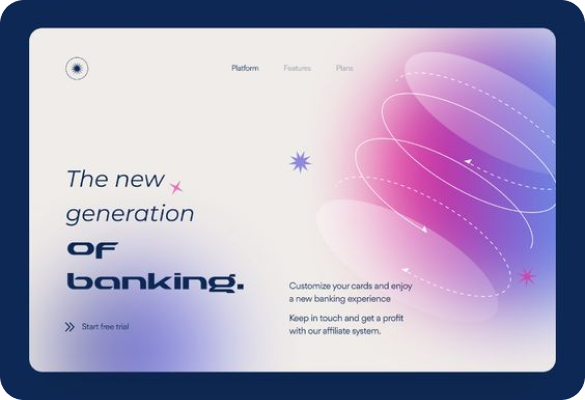 Platform
Features
Plans
The new
generation
of
banking.
Start free trial
Customize your cards and enjoy
a new banking experience
Keep in touch and get a profit
with our affiliate system.